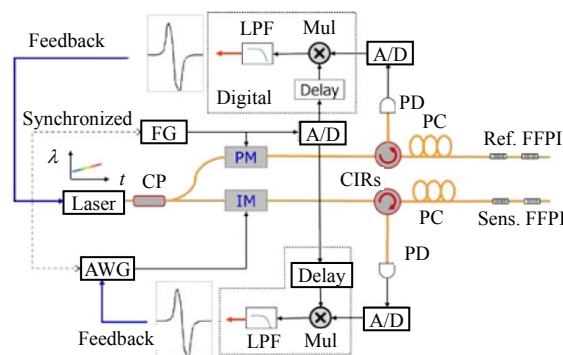 Feedback
LPF
Mul
A/D
Digital
Delay
PD
PC
Synchronized
FG
A/D
Ref. FFPI
λ
t
PM
CP
CIRs
Laser
IM
PC
Sens. FFPI
AWG
Delay
PD
Feedback
LPF
Mul
A/D